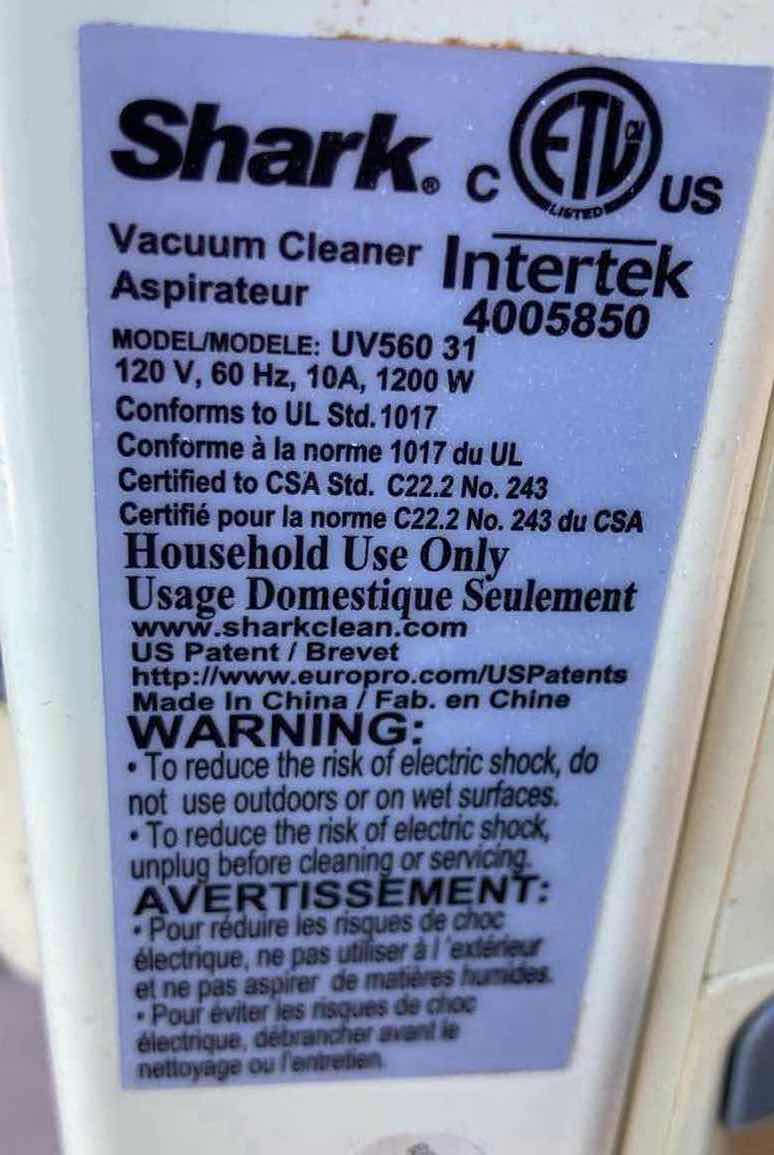 Shark®
C ETL CM LISTED US
Vacuum Cleaner
Aspirateur
Intertek
4005850
MODEL/MODELE: UV560 31
120 V, 60 Hz, 10A, 1200 W
Conforms to UL Std.1017
Conforme à la norme 1017 du UL
Certified to CSA Std. C22.2 No. 243
Certifié pour la norme C22.2 No. 243 du CSA
Household Use Only
Usage Domestique Seulement
www.sharkclean.com
US Patent / Brevet
http://www.europro.com/USPatents
Made In China / Fab. en Chine
WARNING:
• To reduce the risk of electric shock, do
not use outdoors or on wet surfaces.
• To reduce the risk of electric shock,
unplug before cleaning or servicing.
AVERTISSEMENT:
• Pour réduire les risques de choc
électrique, ne pas utiliser à l'extérieur
et ne pas aspirer de matières humides.
• Pour éviter les risques de choc
électrique, débrancher avant le
nettoyage ou l'entretien.